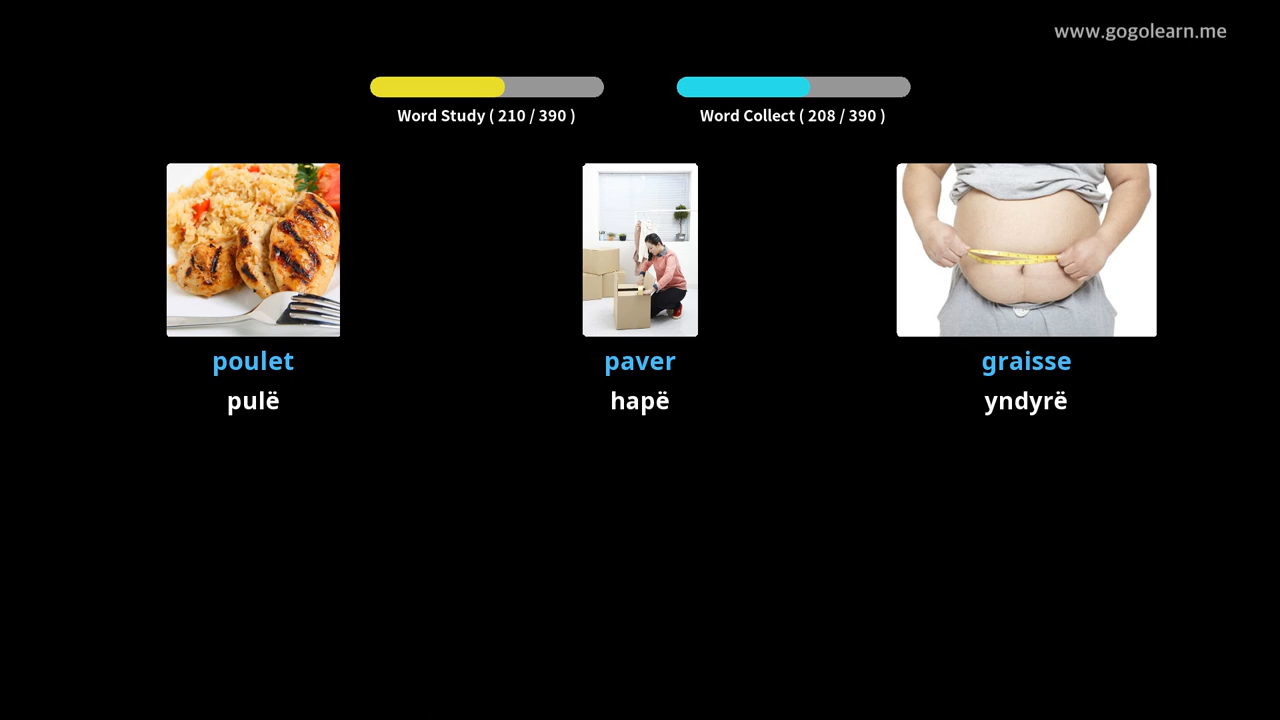 www.gogolearn.me
Word Study ( 210 / 390 )
Word Collect ( 208 / 390 )
poulet
pulë
paver
hapë
graisse
yndyrë